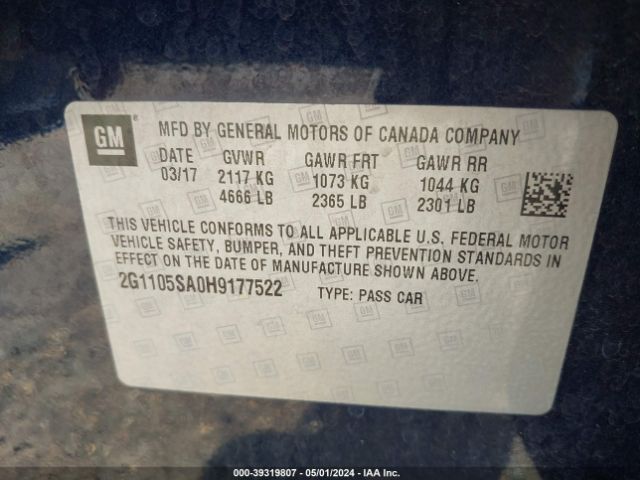 GM
MFD BY GENERAL MOTORS OF CANADA COMPANY
DATE GVWR GAWR FRT GAWR RR
03/17 2117 KG 1073 KG 1044 KG
4666 LB 2365 LB 2301 LB
THIS VEHICLE CONFORMS TO ALL APPLICABLE U.S. FEDERAL MOTOR
VEHICLE SAFETY, BUMPER, AND THEFT PREVENTION STANDARDS IN
EFFECT ON THE DATE OF MANUFACTURE SHOWN ABOVE.
2G1105SA0H9177522 TYPE: PASS CAR
000-39319807 - 05/01/2024 - IAA Inc.